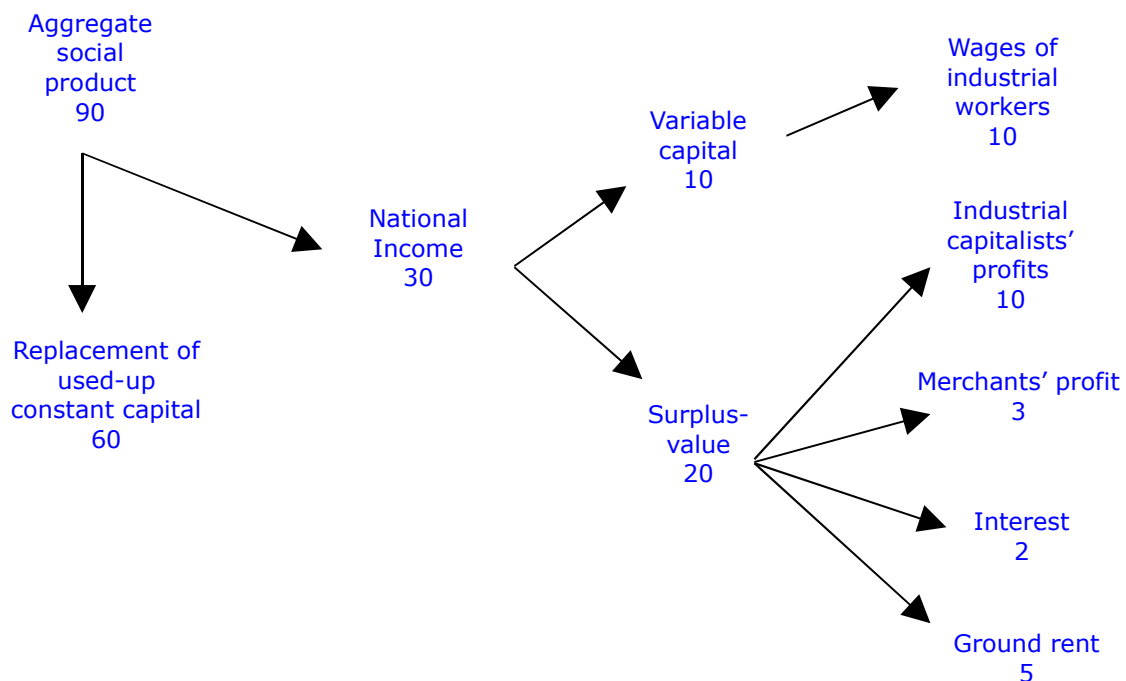 Aggregate
social
product
90
Replacement of
used-up
constant capital
60
National
Income
30
Variable
capital
10
Surplus-
value
20
Wages of
industrial
workers
10
Industrial
capitalists’
profits
10
Merchants’ profit
3
Interest
2
Ground rent
5